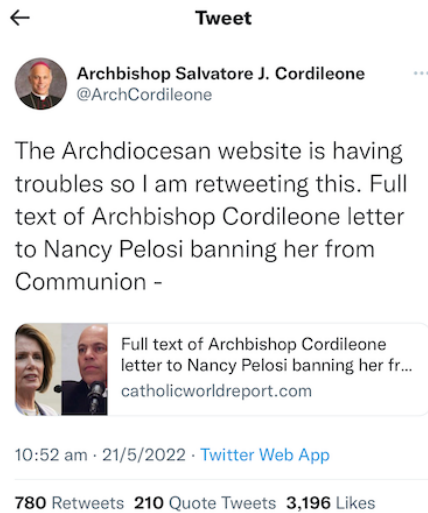 Tweet
Archbishop Salvatore J. Cordileone
@ArchCordileone
The Archdiocesan website is having
troubles so I am retweeting this. Full
text of Archbishop Cordileone letter
to Nancy Pelosi banning her from
Communion -
Full text of Archbishop Cordileone
letter to Nancy Pelosi banning her fr...
catholicworldreport.com
10:52 am · 21/5/2022 · Twitter Web App
780 Retweets 210 Quote Tweets 3,196 Likes